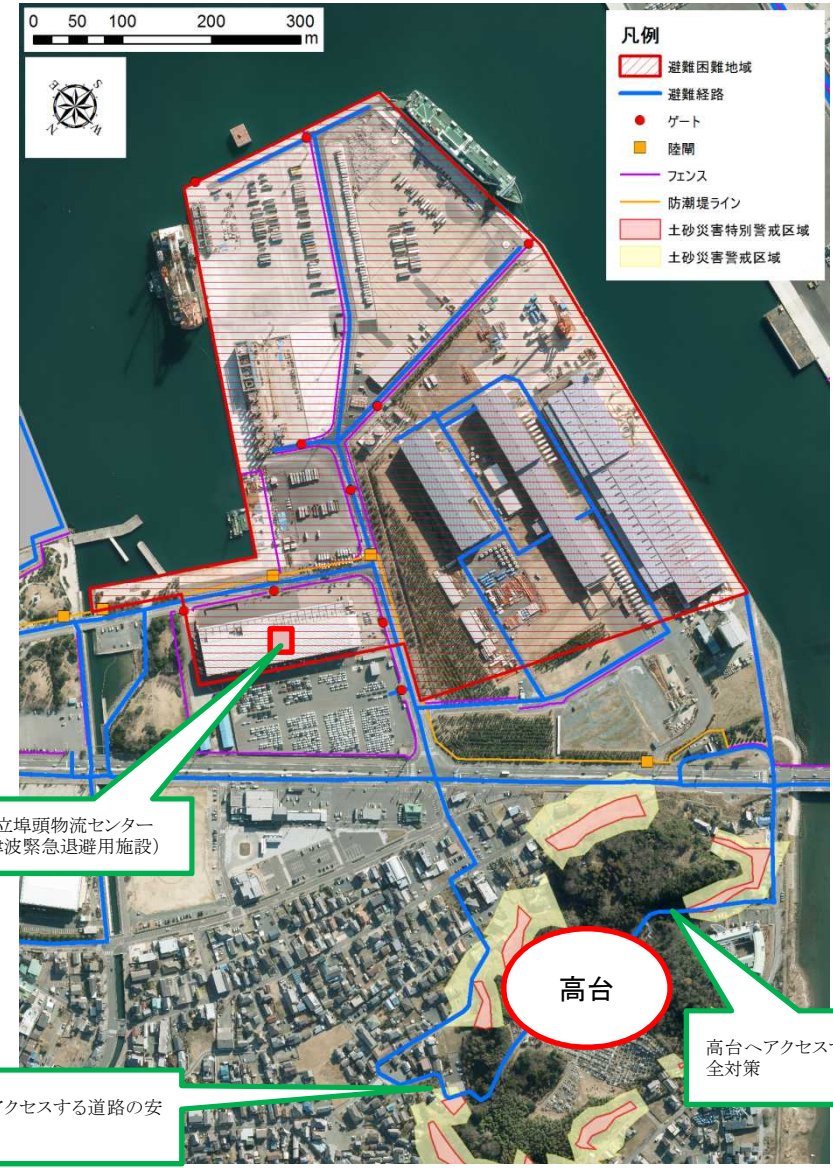 0 50 100 200 300
m
N
E
S
W
凡例
避難困難地域
避難経路
ゲート
陸閘
フェンス
防潮堤ライン
土砂災害特別警戒区域
土砂災害警戒区域
立埠頭物流センター
波緊急退避用施設）
高台
高台へアクセス
全対策
アクセスする道路の安